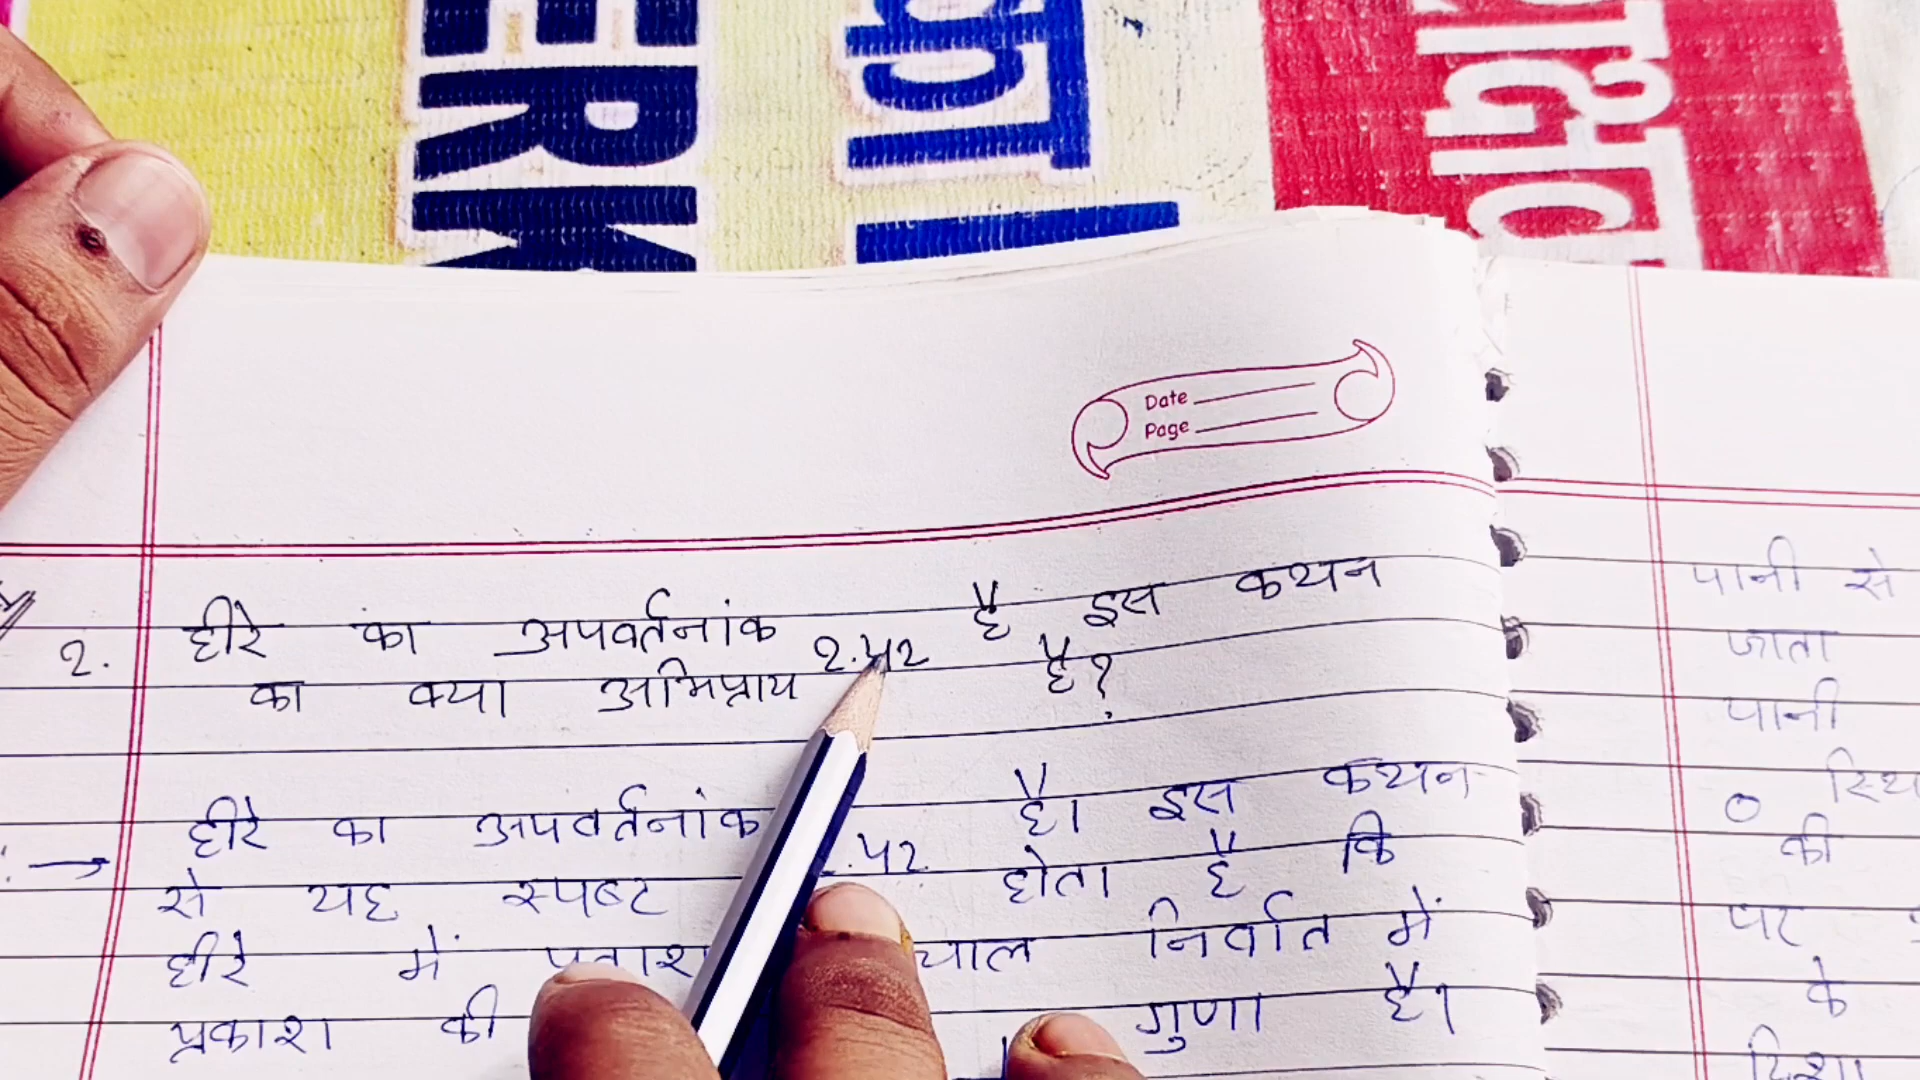 ERK
Date
Page
2. हीरे का अपवर्तनांक 2.42 है इस कथन
का क्या अभिप्राय है?
हीरे का अपवर्तनांक .42 है। इस कथन
से यह स्पष्ट होता है कि
हीरे में चाल निर्वात में
प्रकाश की गुणा है।
पानी से
जाता
पानी
की
पर
के